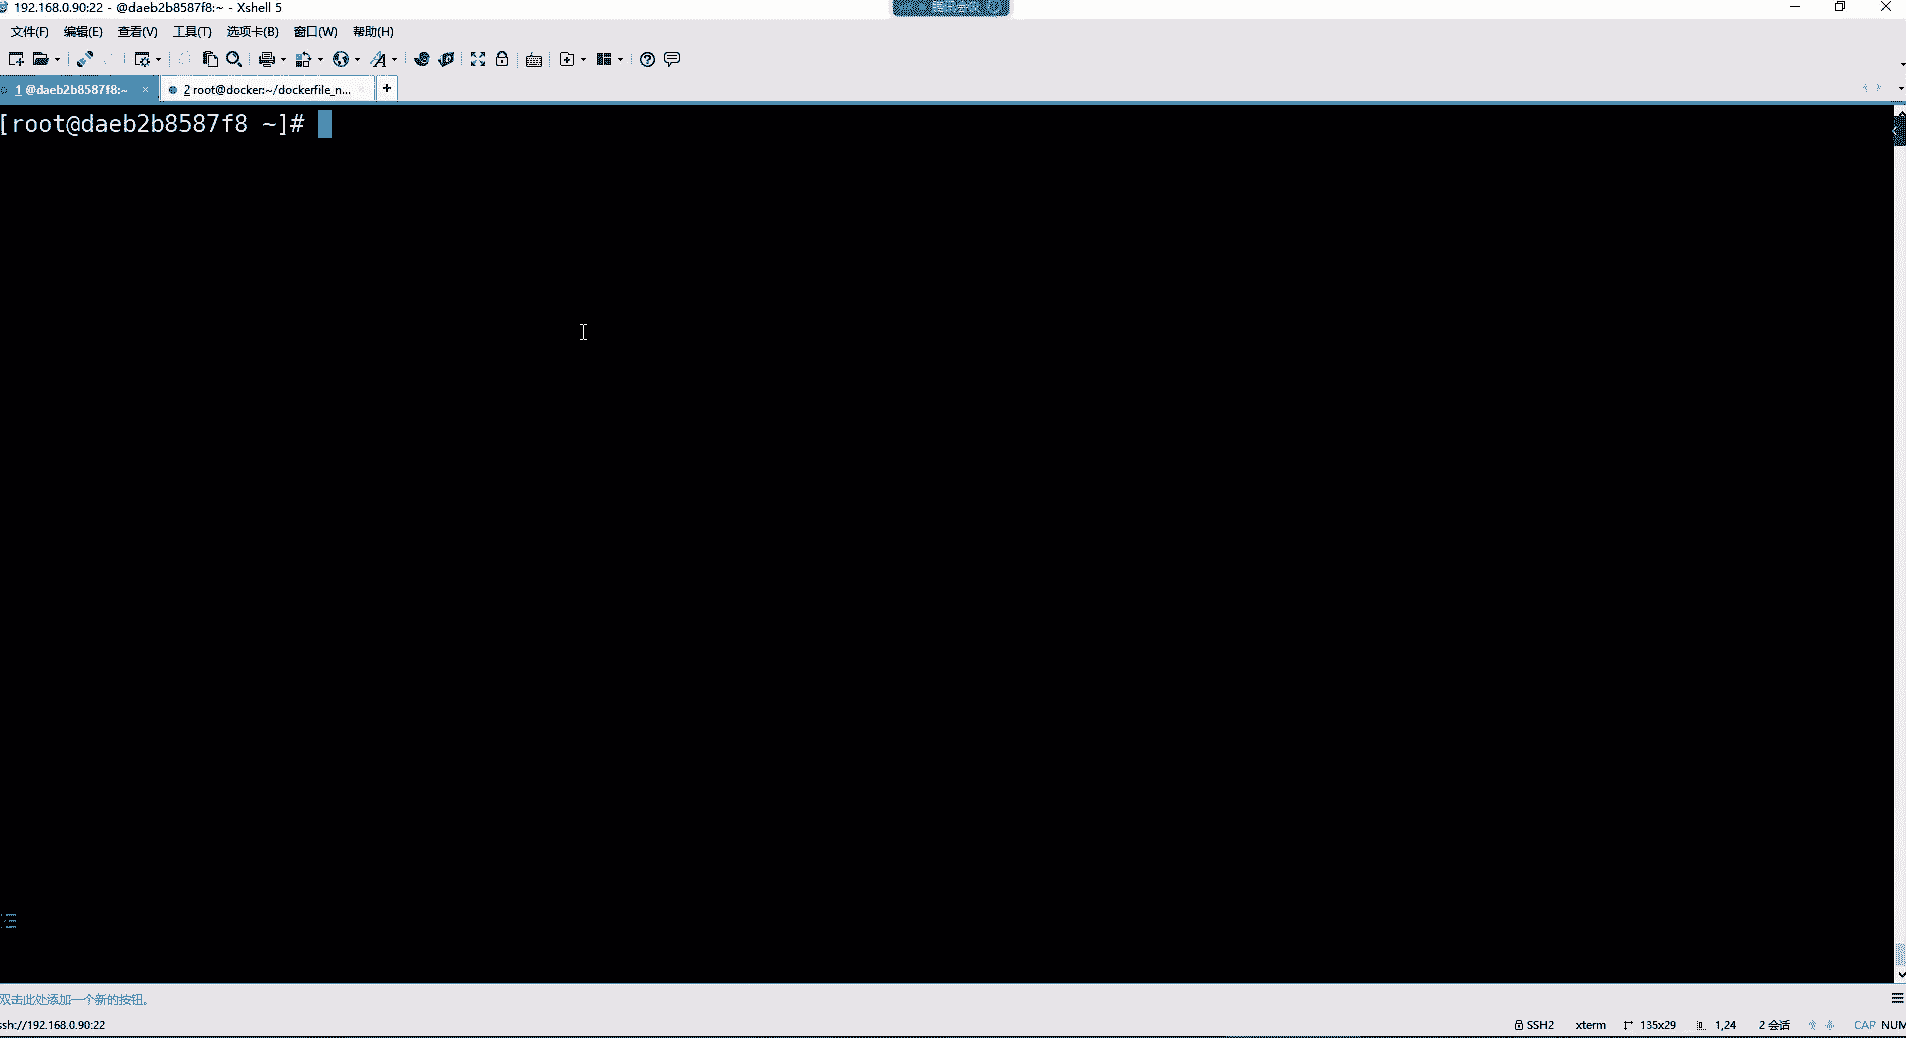 192.168.0.90:22 - @daeb2b8587f8:~ - Xshell 5
文件(F) 编辑(E) 查看(V) 工具(T) 选项卡(B) 窗口(W) 帮助(H)
1 @daeb2b8587f8:~ × 2 root@docker:~/dockerfile_n... +
[root@daeb2b8587f8 ~]#
双击此处添加一个新的按钮。
ssh://192.168.0.90:22 SSH2 xterm 135x29 1,24 2 会话 CAP NUM